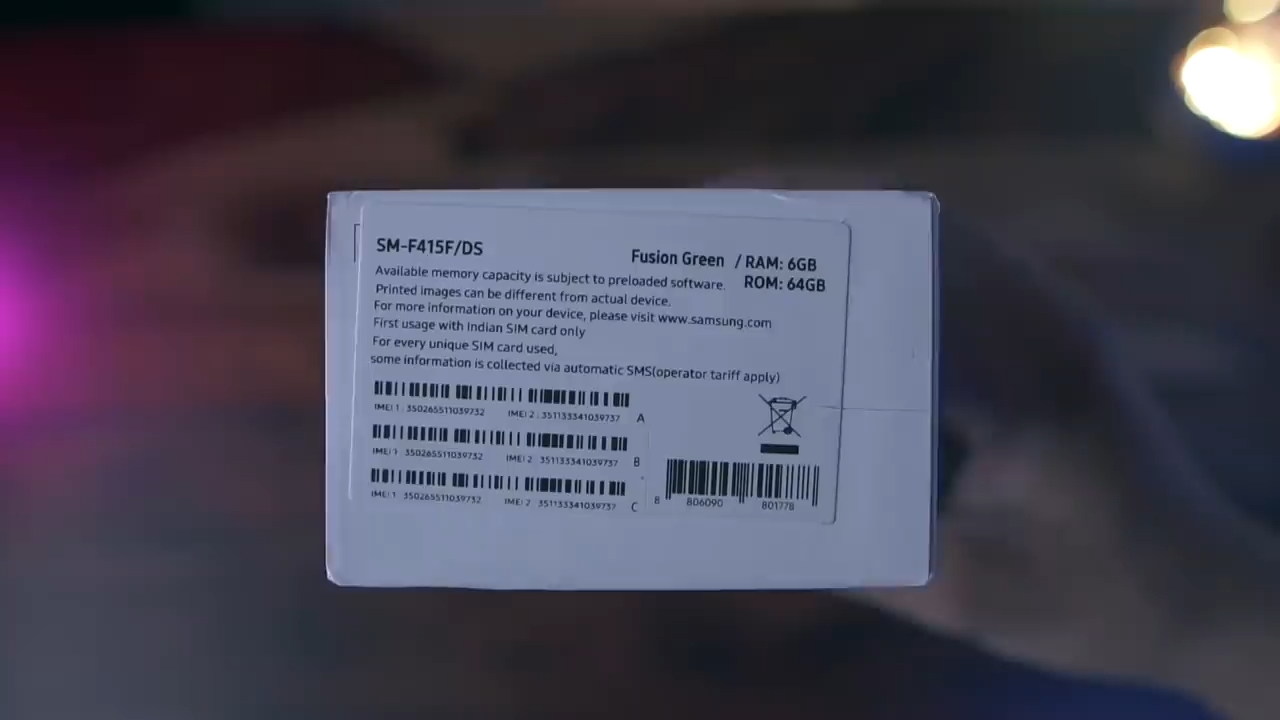 SM-F415F/DS
Fusion Green / RAM: 6GB
ROM: 64GB
Available memory capacity is subject to preloaded software.
Printed images can be different from actual device.
For more information on your device, please visit www.samsung.com
First usage with Indian SIM card only
For every unique SIM card used,
some information is collected via automatic SMS(operator tariff apply)
IMEI 1 : 350265511039732 IMEI 2 : 351133341039737 A
IMEI 1 : 350265511039732 IMEI 2 : 351133341039737 B
IMEI 1 : 350265511039732 IMEI 2 : 351133341039737 C
8 806090 801778